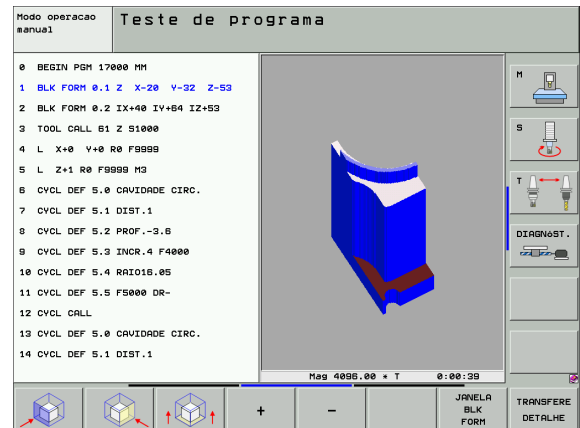 Modo operacao
manual
Teste de programa
0 BEGIN PGM 17000 MM
1 BLK FORM 0.1 Z X-20 Y-32 Z-53
2 BLK FORM 0.2 IX+40 IY+64 IZ+53
3 TOOL CALL 61 Z S1000
4 L X+0 Y+0 R0 F9999
5 L Z+1 R0 F9999 M3
6 CYCL DEF 5.0 CAVIDADE CIRC.
7 CYCL DEF 5.1 DIST.1
8 CYCL DEF 5.2 PROF.-3.6
9 CYCL DEF 5.3 INCR.4 F4000
10 CYCL DEF 5.4 RAIO16.05
11 CYCL DEF 5.5 F5000 DR-
12 CYCL CALL
13 CYCL DEF 5.0 CAVIDADE CIRC.
14 CYCL DEF 5.1 DIST.1
Mag 4096.00 * T 0:00:39
M
S
T
DIAGNòST.
+
-
JANELA
BLK
FORM
TRANSFERE
DETALHE